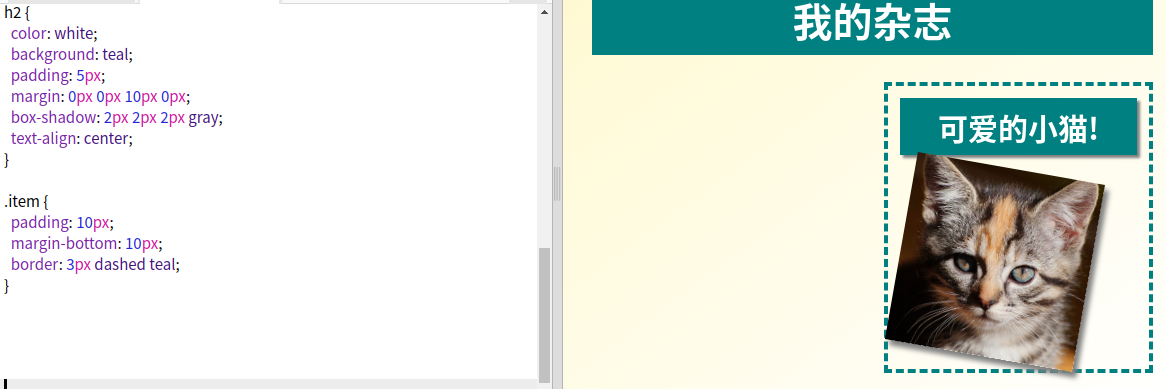 h2 {
color: white;
background: teal;
padding: 5px;
margin: 0px 0px 10px 0px;
box-shadow: 2px 2px 2px gray;
text-align: center;
}
.item {
padding: 10px;
margin-bottom: 10px;
border: 3px dashed teal;
}
我的杂志
可爱的小猫!